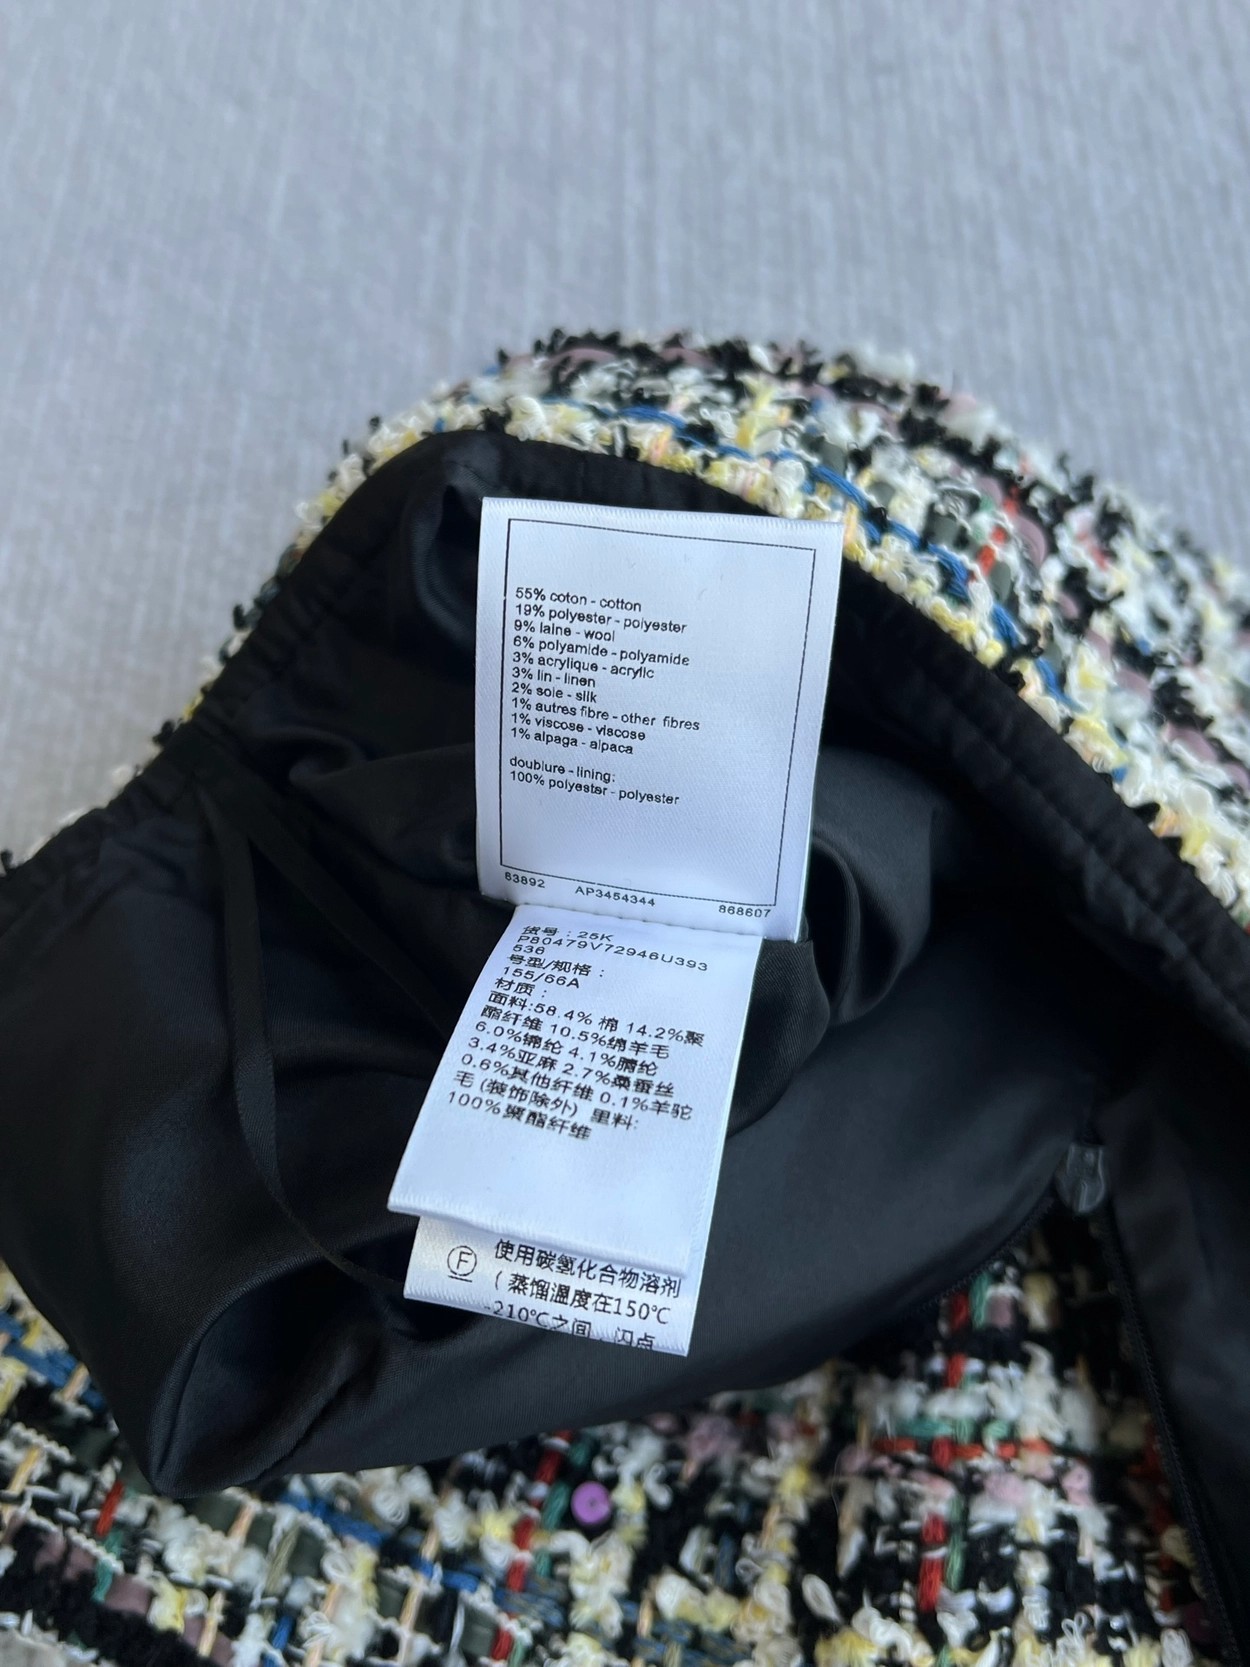 55% coton - cotton
19% polyester - polyester
9% laine - wool
6% polyamide - polyamide
3% acrylique - acrylic
3% lin - linen
2% soie - silk
1% autres fibre - other fibres
1% viscose - viscose
1% alpaga - alpaca
doublure - lining:
100% polyester - polyester
63892 AP3454344 868607
货号：25K
P80479V72946U393
536
号型/规格：
155/66A
材质：
面料:58.4% 棉 14.2%聚
酯纤维 10.5%绵羊毛
6.0%锦纶 4.1%腈纶
3.4%亚麻 2.7%桑蚕丝
0.6%其他纤维 0.1%羊驼
毛 (装饰除外) 里料:
100%聚酯纤维
F 使用碳氢化合物溶剂
(蒸馏温度在150℃
-210℃之间 闪点